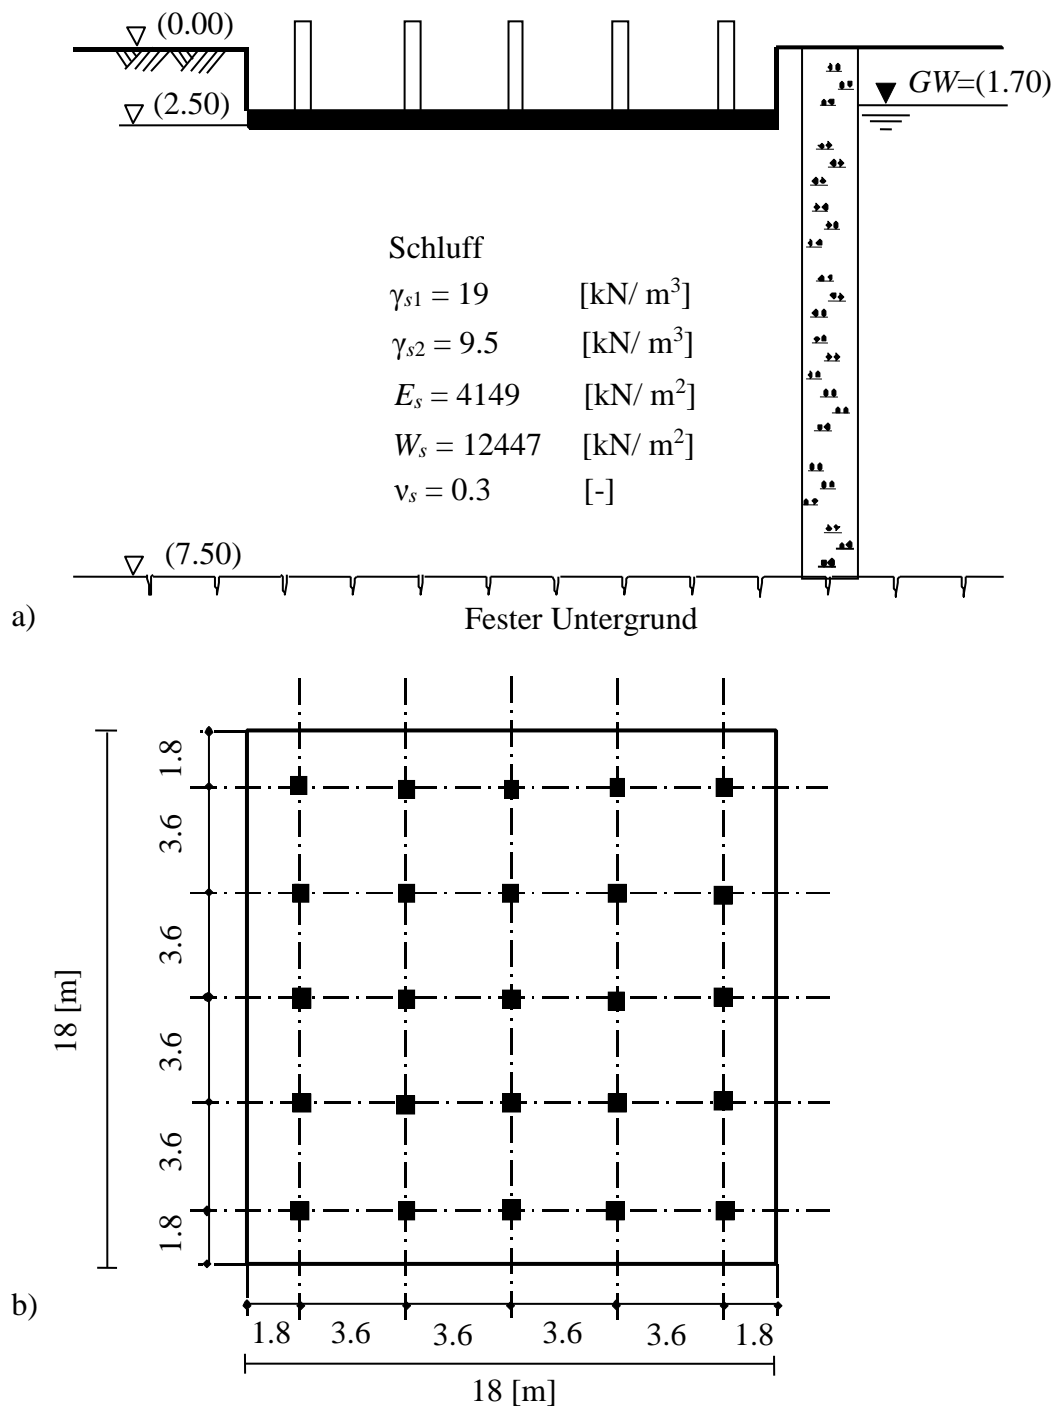 (0.00)
GW=(1.70)
(2.50)
Schluff
γs1 = 19 [kN/ m3]
γs2 = 9.5 [kN/ m3]
Es = 4149 [kN/ m2]
Ws = 12447 [kN/ m2]
νs = 0.3 [-]
(7.50)
a)
Fester Untergrund
1.8
3.6
3.6
18 [m]
3.6
3.6
1.8
b)
1.8 3.6 3.6 3.6 3.6 1.8
18 [m]